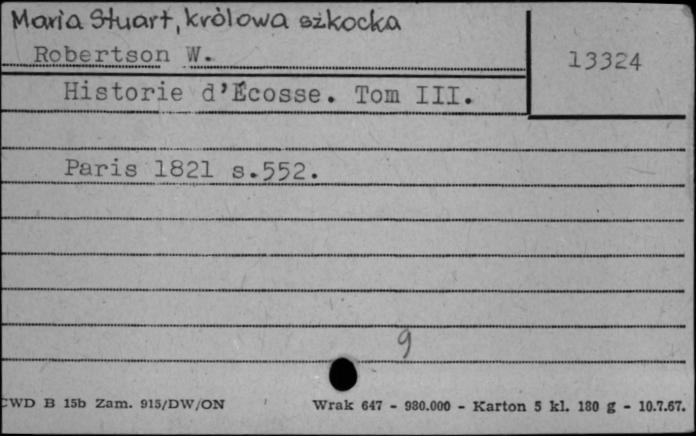 Maria Stuart, królowa szkocka
Robertson W.
13324
Historie d'Écosse. Tom III.
Paris 1821 s.552.
9
CWD B 15b Zam. 915/DW/ON
Wrak 647 - 980.000 - Karton 5 kl. 180 g - 10.7.67.